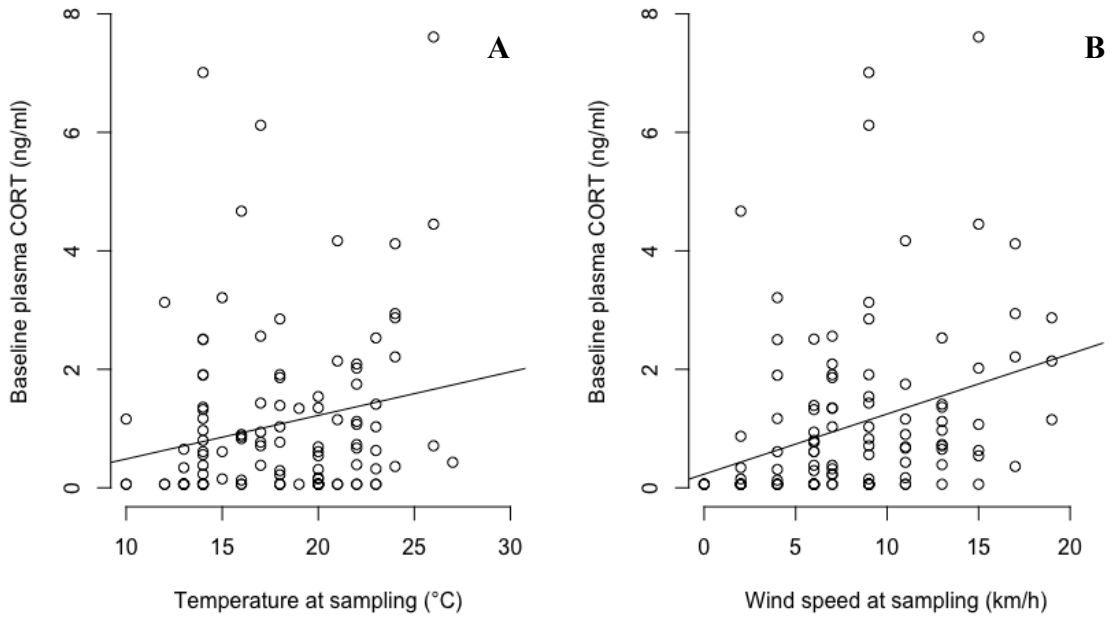 A
Baseline plasma CORT (ng/ml)
0 2 4 6 8
10 15 20 25 30
Temperature at sampling (°C)
B
Baseline plasma CORT (ng/ml)
0 2 4 6 8
0 5 10 15 20
Wind speed at sampling (km/h)